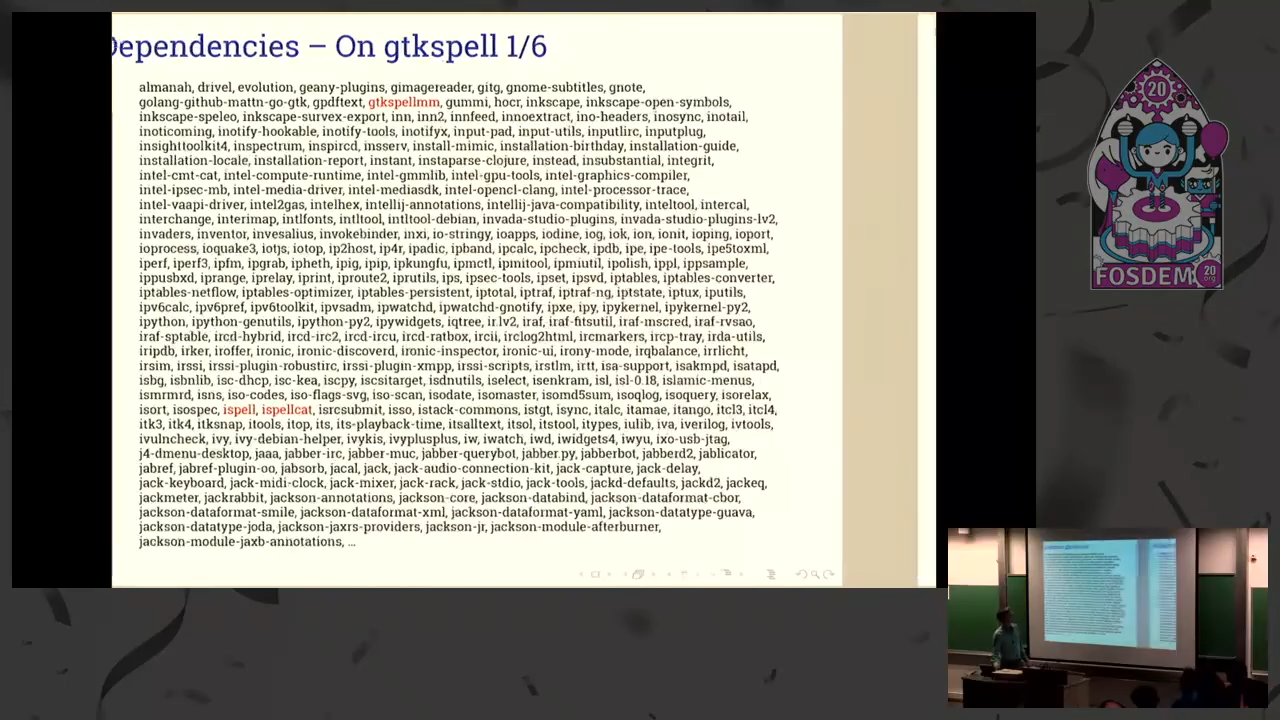 Dependencies – On gtkspell 1/6
almanah, drivel, evolution, geany-plugins, gimagereader, gitg, gnome-subtitles, gnote,
golang-github-mattn-go-gtk, gpdftext, gtkspellmm, gummi, hocr, inkscape, inkscape-open-symbols,
inkscape-speleo, inkscape-survex-export, inn, inn2, innfeed, innoextract, ino-headers, inosync, inotail,
inoticoming, inotify-hookable, inotify-tools, inotifyx, input-pad, input-utils, inputlirc, inputplug,
insighttoolkit4, inspectrum, inspircd, insserv, install-mimic, installation-birthday, installation-guide,
installation-locale, installation-report, instant, instaparse-clojure, instead, insubstantial, integrit,
intel-cmt-cat, intel-compute-runtime, intel-gmmlib, intel-gpu-tools, intel-graphics-compiler,
intel-ipsec-mb, intel-media-driver, intel-mediasdk, intel-opencl-clang, intel-processor-trace,
intel-vaapi-driver, intel2gas, intelhex, intellij-annotations, intellij-java-compatibility, inteltool, intercal,
interchange, interimap, intlfonts, intltool, intltool-debian, invada-studio-plugins, invada-studio-plugins-lv2,
invaders, inventor, invesalius, invokebinder, inxi, io-stringy, ioapps, iodine, iog, iok, ion, ionit, ioping, ioport,
ioprocess, ioquake3, iotjs, iotop, ip2host, ip4r, ipadic, ipband, ipcalc, ipcheck, ipdb, ipe, ipe-tools, ipe5toxml,
iperf, iperf3, ipfm, ipgrab, ipheth, ipig, ipip, ipkungfu, ipmctl, ipmitool, ipmiutil, ipolish, ippl, ippsample,
ippusbxd, iprange, iprelay, iprint, iproute2, iprutils, ips, ipsec-tools, ipset, ipsvd, iptables, iptables-converter,
iptables-netflow, iptables-optimizer, iptables-persistent, iptotal, iptraf, iptraf-ng, iptstate, iptux, iputils,
ipv6calc, ipv6pref, ipv6toolkit, ipvsadm, ipwatchd, ipwatchd-gnotify, ipxe, ipy, ipykernel, ipykernel-py2,
ipython, ipython-genutils, ipython-py2, ipywidgets, iqtree, ir.lv2, iraf, iraf-fitsutil, iraf-mscred, iraf-rvsao,
iraf-sptable, ircd-hybrid, ircd-irc2, ircd-ircu, ircd-ratbox, ircii, irclog2html, ircmarkers, ircp-tray, irda-utils,
iripdb, irker, iroffer, ironic, ironic-discoverd, ironic-inspector, ironic-ui, irony-mode, irqbalance, irrlicht,
irsim, irssi, irssi-plugin-robustirc, irssi-plugin-xmpp, irssi-scripts, irstlm, irtt, isa-support, isakmpd, isatapd,
isbg, isbnlib, isc-dhcp, isc-kea, iscpy, iscsitarget, isdnutils, iselect, isenkram, isl, isl-0.18, islamic-menus,
ismrmrd, isns, iso-codes, iso-flags-svg, iso-scan, isodate, isomaster, isomd5sum, isoqlog, isoquery, isorelax,
isort, isospec, ispell, ispellcat, isrcsubmit, isso, istack-commons, istgt, isync, italc, itamae, itango, itcl3, itcl4,
itk3, itk4, itksnap, itools, itop, its, its-playback-time, itsalltext, itsol, itstool, itypes, iulib, iva, iverilog, ivtools,
ivulncheck, ivy, ivy-debian-helper, ivykis, ivyplusplus, iw, iwatch, iwd, iwidgets4, iwyu, ixo-usb-jtag,
j4-dmenu-desktop, jaaa, jabber-irc, jabber-muc, jabber-querybot, jabber.py, jabberbot, jabberd2, jablicator,
jabref, jabref-plugin-oo, jabsorb, jacal, jack, jack-audio-connection-kit, jack-capture, jack-delay,
jack-keyboard, jack-midi-clock, jack-mixer, jack-rack, jack-stdio, jack-tools, jackd-defaults, jackd2, jackeq,
jackmeter, jackrabbit, jackson-annotations, jackson-core, jackson-databind, jackson-dataformat-cbor,
jackson-dataformat-smile, jackson-dataformat-xml, jackson-dataformat-yaml, jackson-datatype-guava,
jackson-datatype-joda, jackson-jaxrs-providers, jackson-jr, jackson-module-afterburner,
jackson-module-jaxb-annotations, ...
20
FOSDEM
20
.org